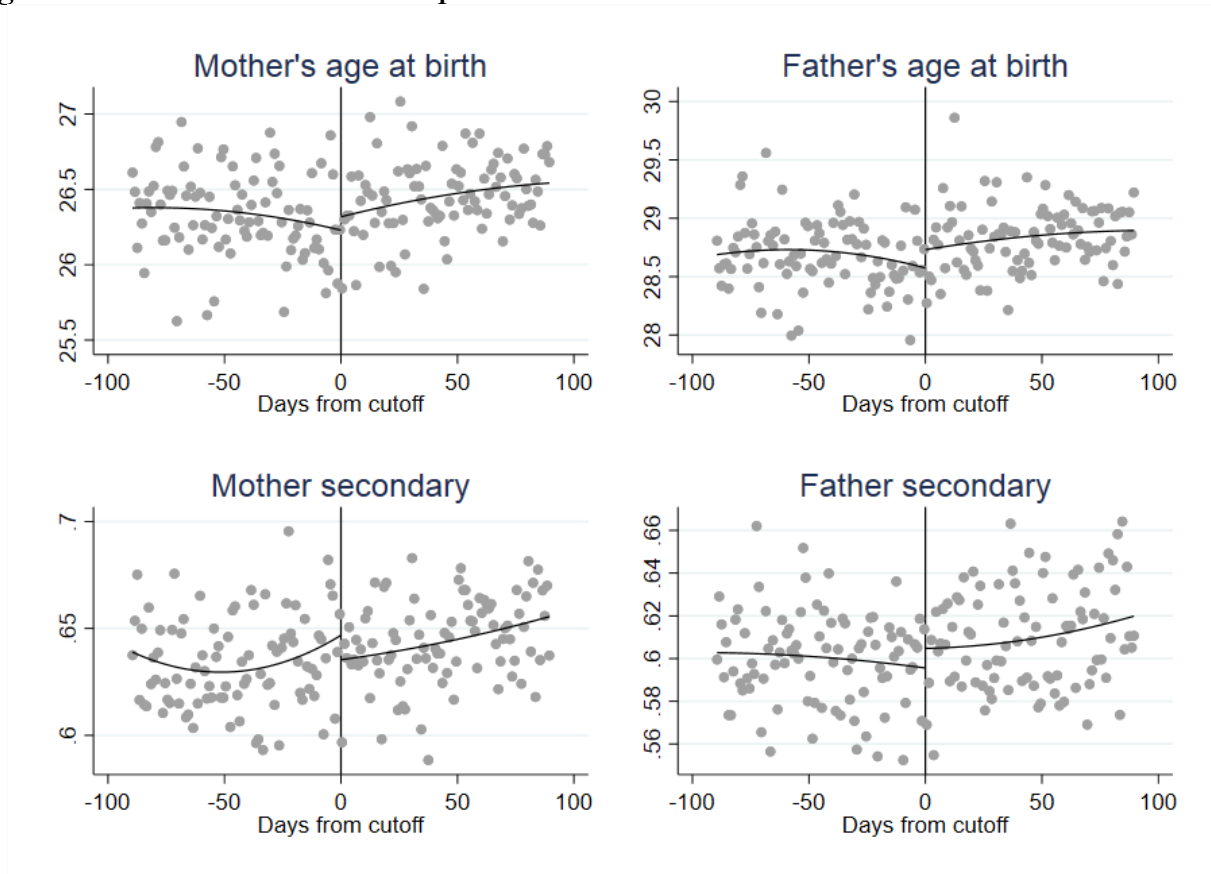 Mother's age at birth
27
26.5
26
25.5
-100 -50 0 50 100
Days from cutoff
Father's age at birth
30
29.5
29
28.5
28
-100 -50 0 50 100
Days from cutoff
Mother secondary
.7
.65
.6
-100 -50 0 50 100
Days from cutoff
Father secondary
.66
.64
.62
.6
.58
.56
-100 -50 0 50 100
Days from cutoff